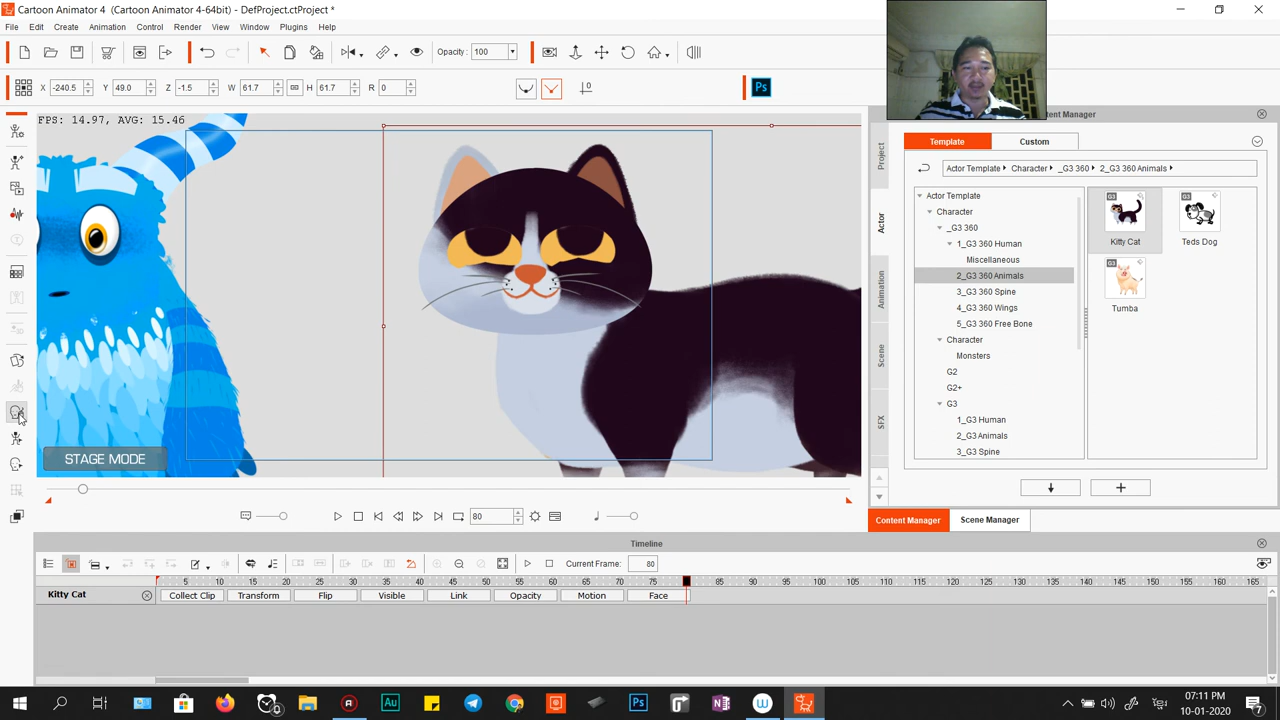 Cartoon Animator 4 (Cartoon Animator 4-64bit) - DefProject.ctProject *
File Edit Create Animation Control Render View Window Plugins Help
Opacity : 100
X -240.5 Y 49.0 Z -1.5 W 61.7 H 61.7 R 0
Ps
FPS: 14.97, AVG: 15.46
STAGE MODE
80
ntent Manager
Template Custom
Actor Template Character _G3 360 2_G3 360 Animals
Project
Actor
Animation
Scene
SFX
Actor Template
Character
_G3 360
1_G3 360 Human
Miscellaneous
2_G3 360 Animals
3_G3 360 Spine
4_G3 360 Wings
5_G3 360 Free Bone
Character
Monsters
G2
G2+
G3
1_G3 Human
2_G3 Animals
3_G3 Spine
G3 G3
Kitty Cat Teds Dog
G3
Tumba
Content Manager Scene Manager
Timeline
Current Frame: 80
5 10 15 20 25 30 35 40 45 50 55 60 65 70 75 85 90 95 100 105 110 115 120 125 130 135 140 145 150 155 160 165
Kitty Cat Collect Clip Transform Flip Visible Link Opacity Motion Face
Au Ps
07:11 PM
10-01-2020